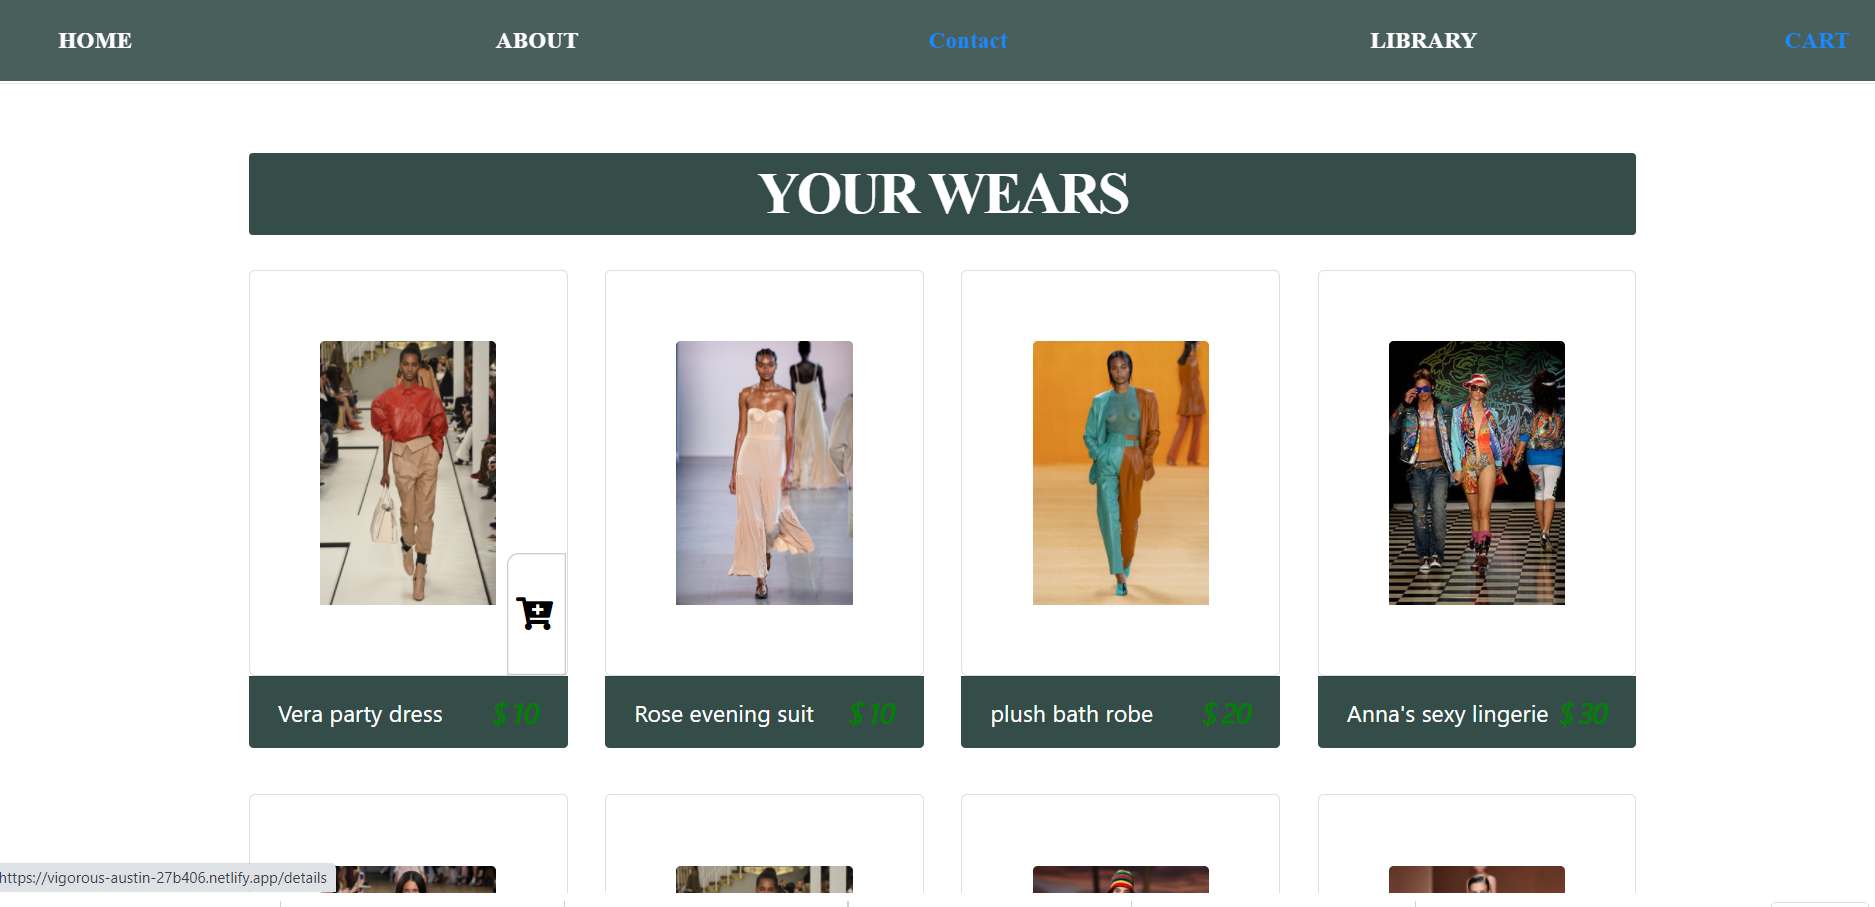 HOME ABOUT Contact LIBRARY CART
YOUR WEARS
Vera party dress $ 10 Rose evening suit $ 10 plush bath robe $ 20 Anna's sexy lingerie $ 30
https://vigorous-austin-27b406.netlify.app/details